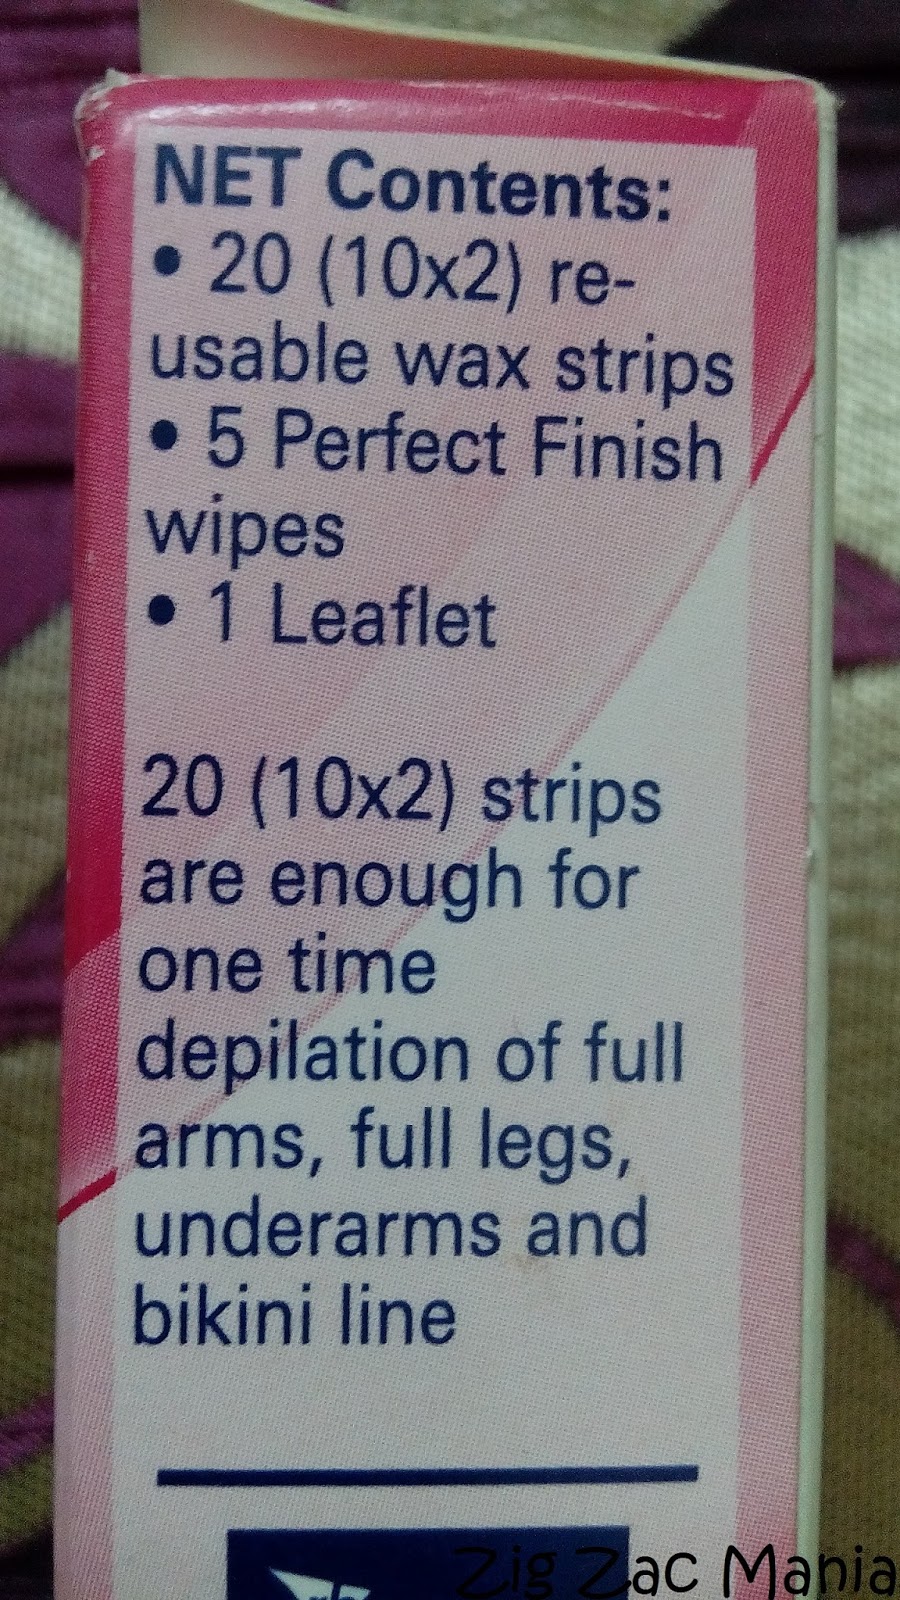 NET Contents:
• 20 (10x2) re-
usable wax strips
• 5 Perfect Finish
wipes
• 1 Leaflet
20 (10x2) strips
are enough for
one time
depilation of full
arms, full legs,
underarms and
bikini line
Zig Zac Mania